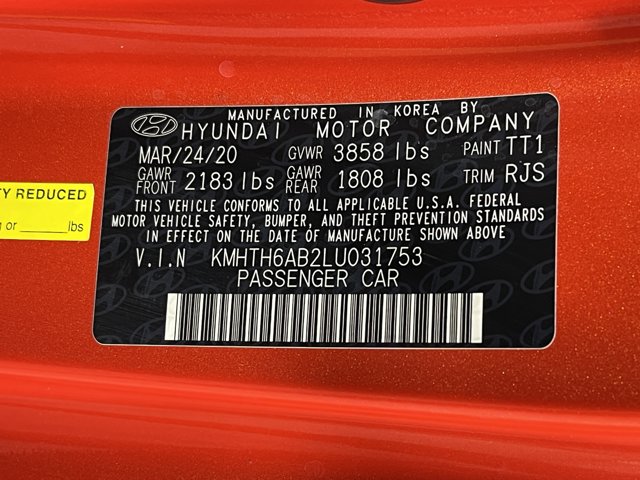 MANUFACTURED IN KOREA BY
HYUNDAI MOTOR COMPANY
MAR/24/20 GVWR 3858 lbs PAINT TT1
GAWR FRONT 2183 lbs GAWR REAR 1808 lbs TRIM RJS
THIS VEHICLE CONFORMS TO ALL APPLICABLE U.S.A. FEDERAL
MOTOR VEHICLE SAFETY, BUMPER, AND THEFT PREVENTION STANDARDS
IN EFFECT ON THE DATE OF MANUFACTURE SHOWN ABOVE
V.I.N KMHTH6AB2LU031753
PASSENGER CAR
TY REDUCED
g or ____lbs